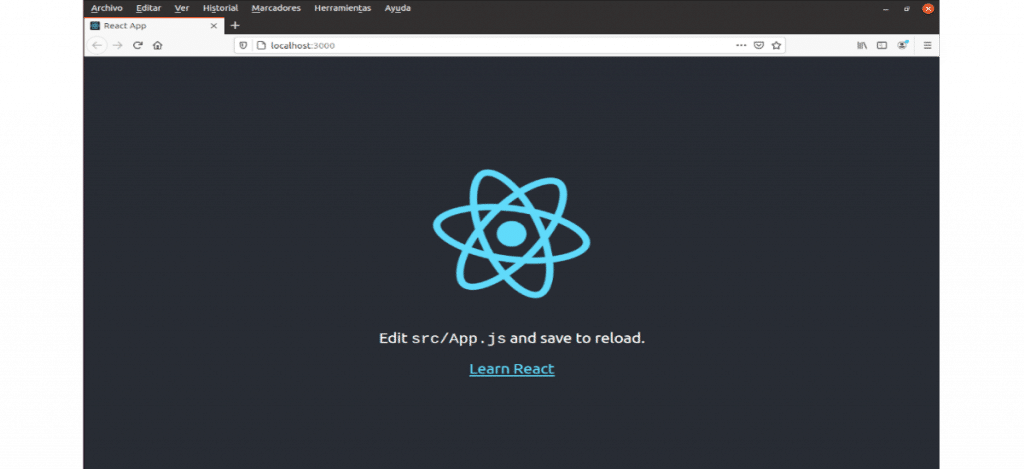 Archivo Editar Ver Historial Marcadores Herramientas Ayuda
React App
localhost:3000
Edit src/App.js and save to reload.
Learn React